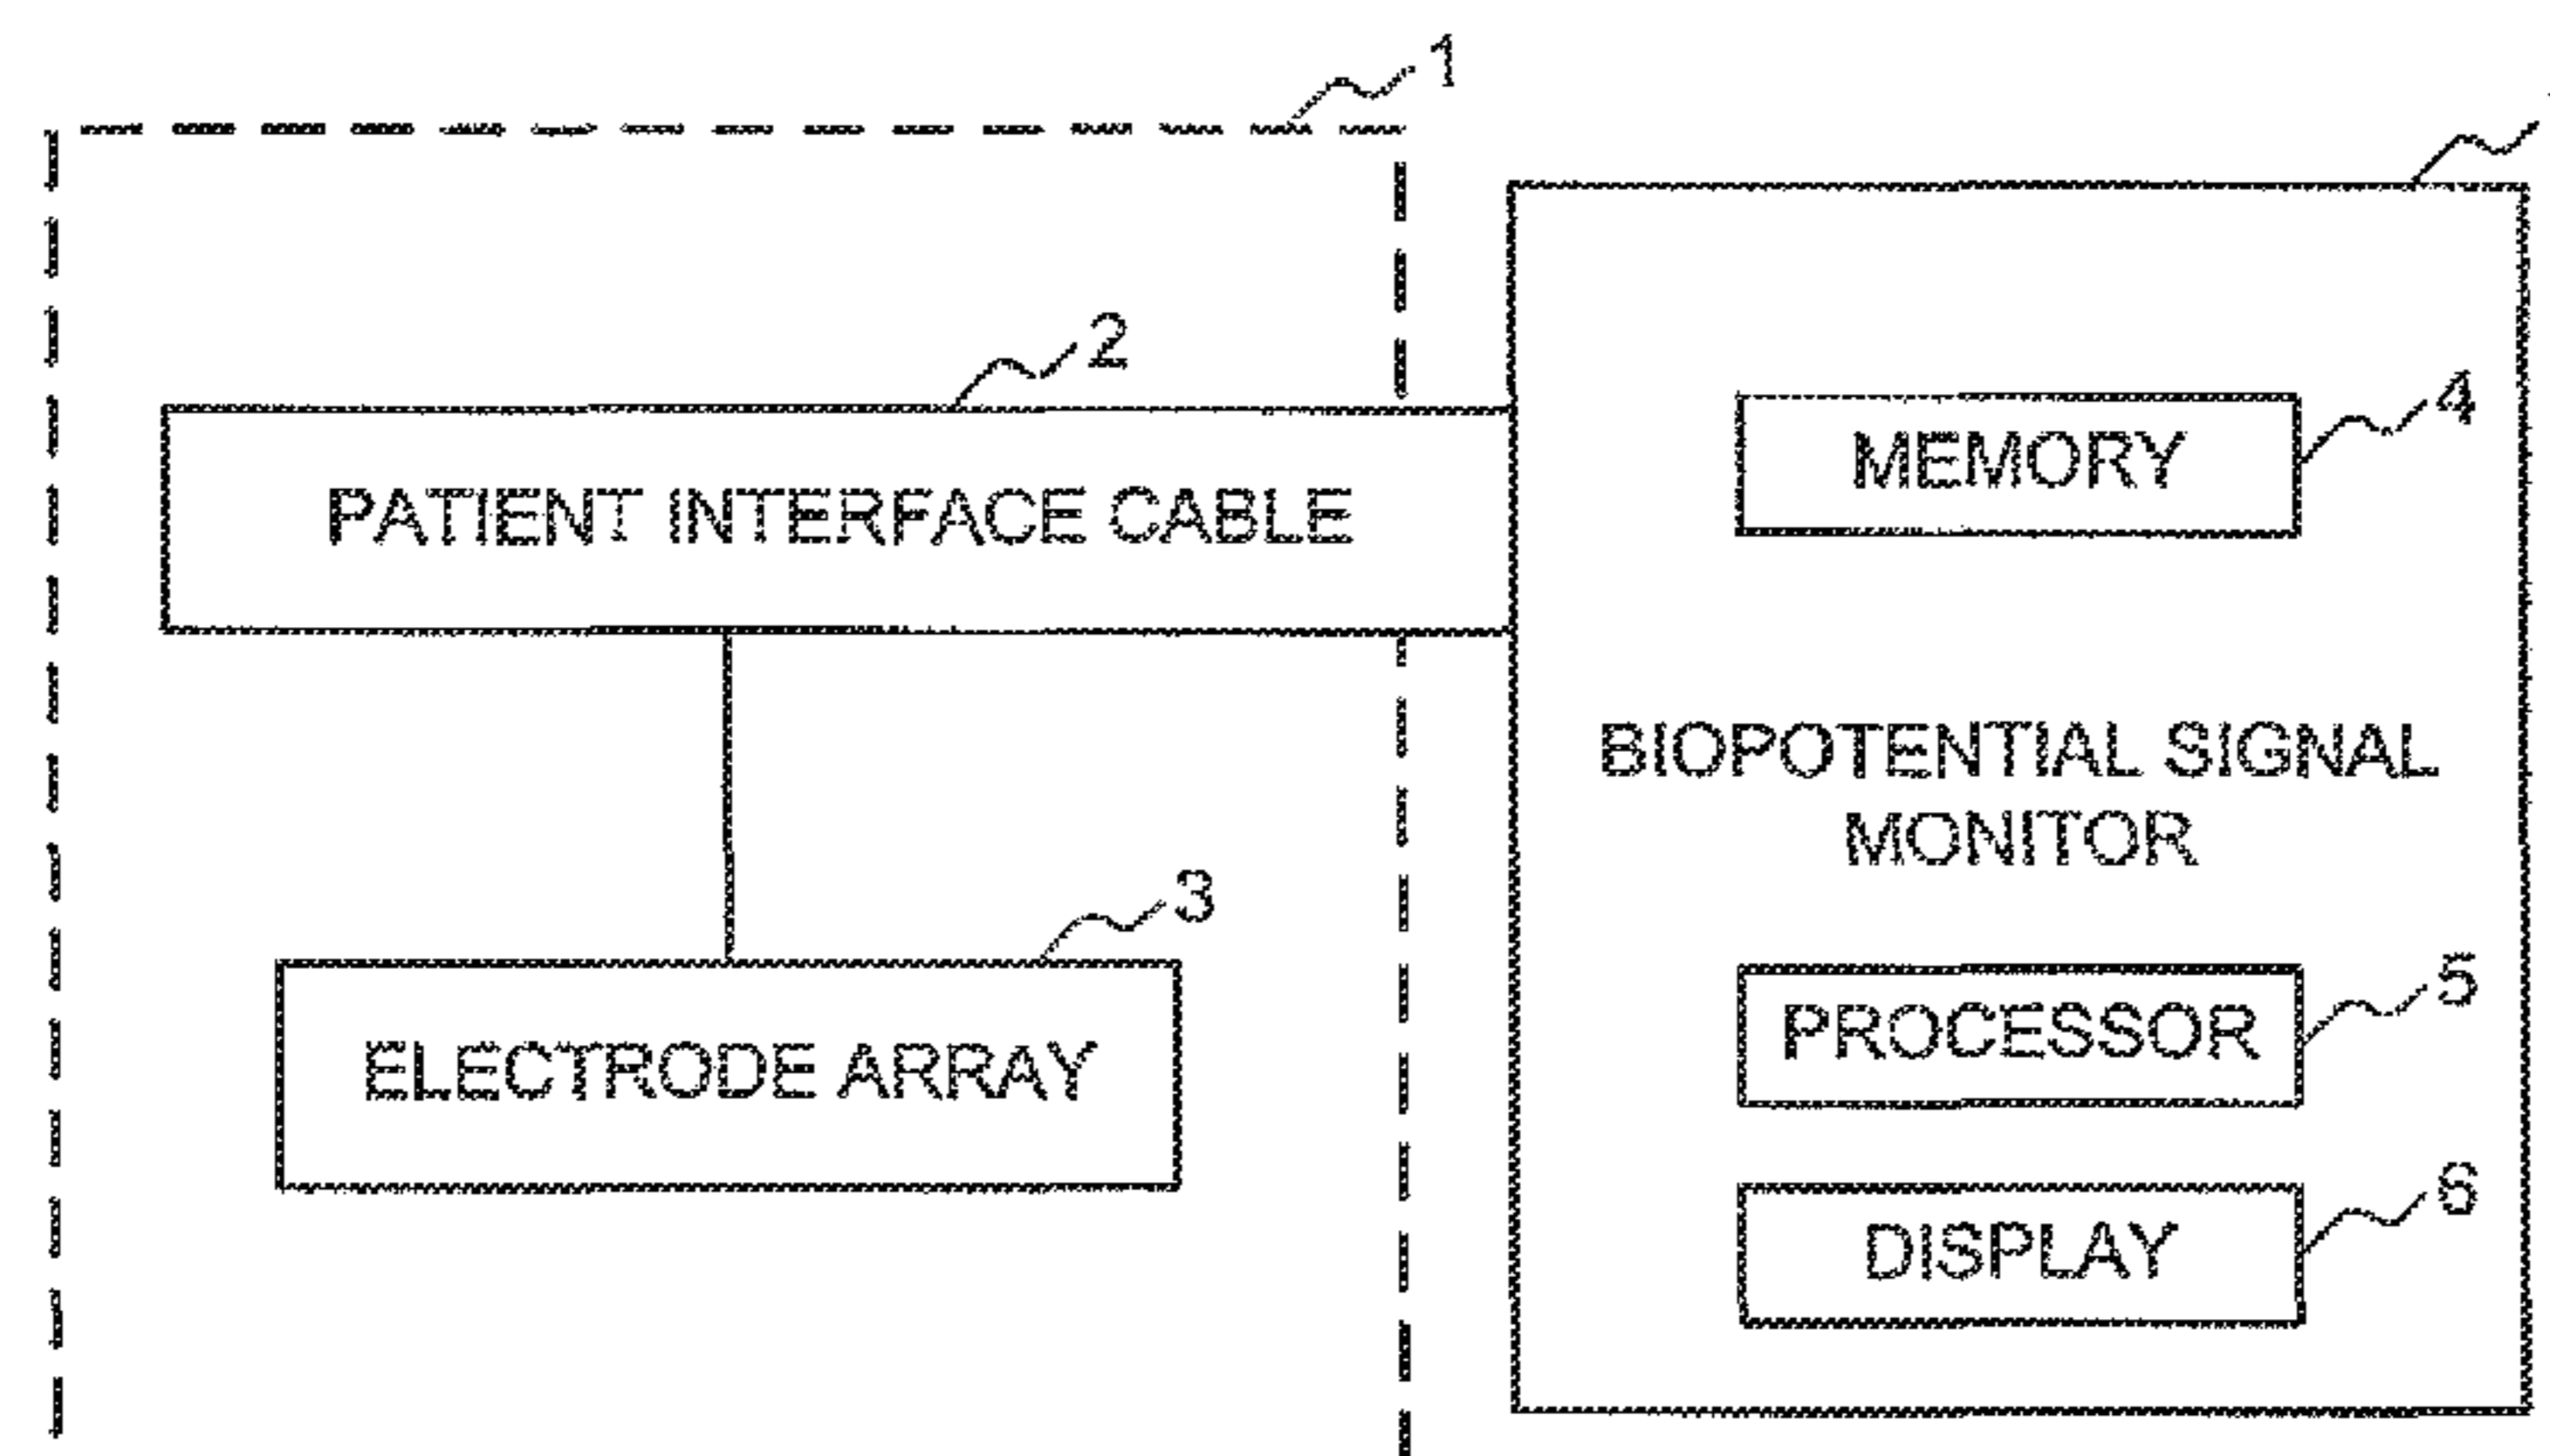 1
2
PATIENT INTERFACE CABLE
3
ELECTRODE ARRAY
MEMORY
4
BIOPOTENTIAL SIGNAL
MONITOR
PROCESSOR
5
DISPLAY
6